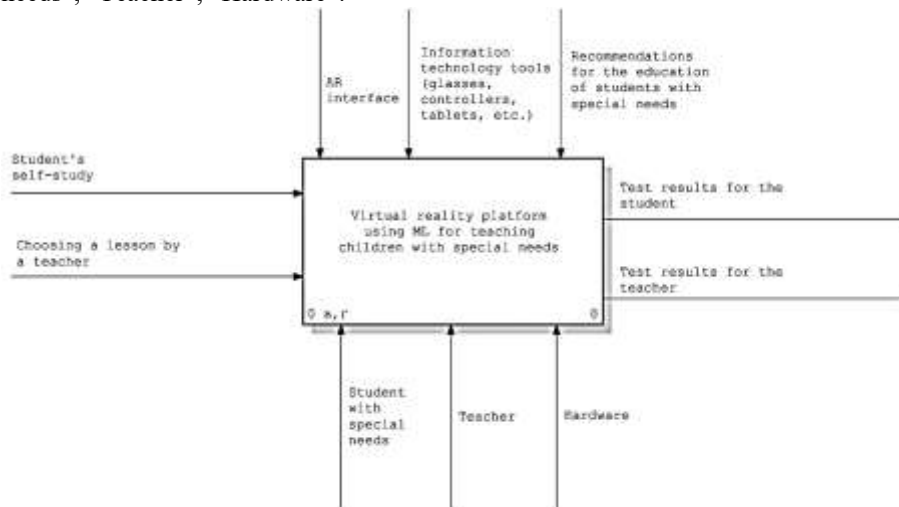 needs", "Teacher", "Hardware".
AR
interface
Information
technology tools
(glasses,
controllers,
tablets, etc.)
Recommendations
for the education
of students with
special needs
Student's
self-study
Choosing a lesson by
a teacher
Virtual reality platform
using ML for teaching
children with special needs
0 a,r
0
Test results for the
student
Test results for the
teacher
Student
with
special
needs
Teacher
Hardware